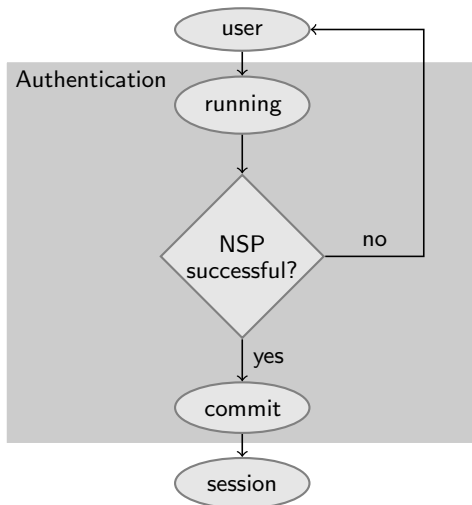 user
Authentication
running
NSP
successful?
no
yes
commit
session